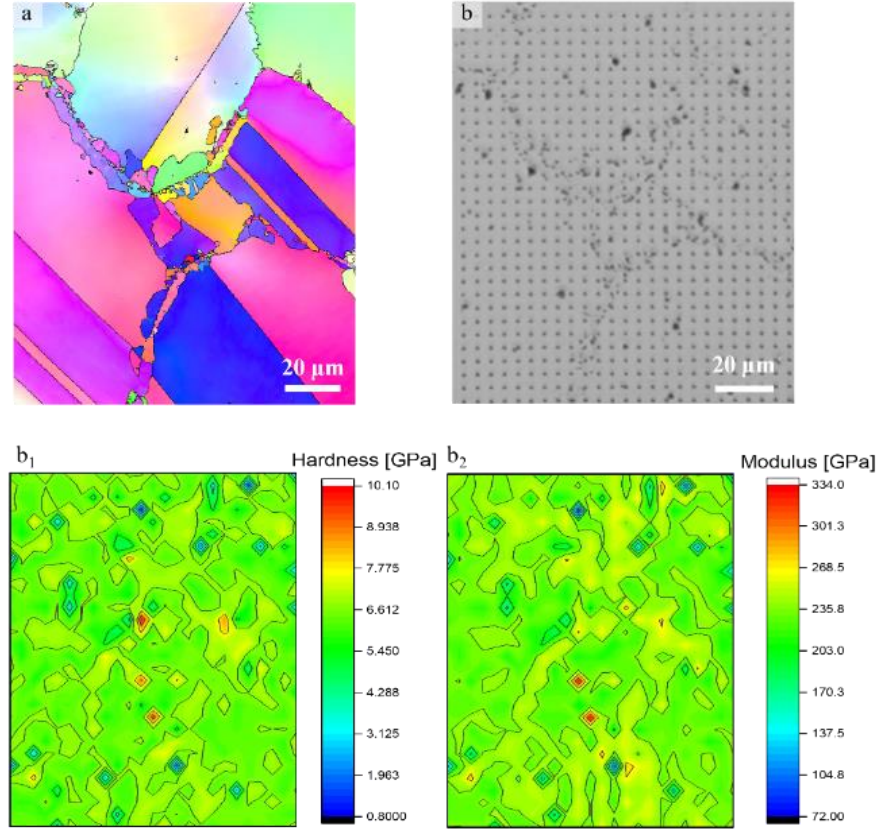 a
b
20 µm
20 µm
b1
Hardness [GPa]
10.10
8.938
7.775
6.612
5.450
4.288
3.125
1.963
0.8000
b2
Modulus [GPa]
334.0
301.3
268.5
235.8
203.0
170.3
137.5
104.8
72.00